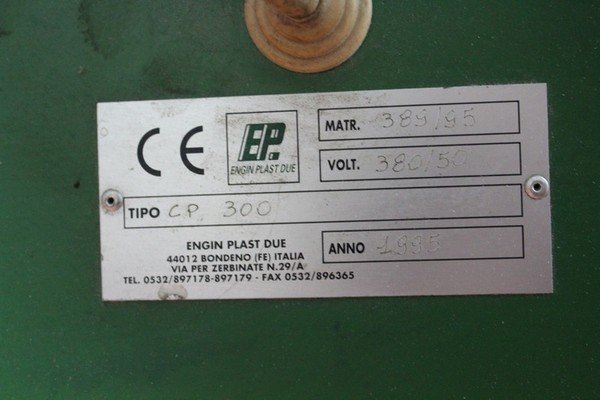 CE
EP.
ENGIN PLAST DUE
MATR. 389/95
VOLT. 380/50
TIPO C.P. 300
ENGIN PLAST DUE
44012 BONDENO (FE) ITALIA
VIA PER ZERBINATE N.29/A
TEL. 0532/897178-897179 - FAX 0532/896365
ANNO 1995